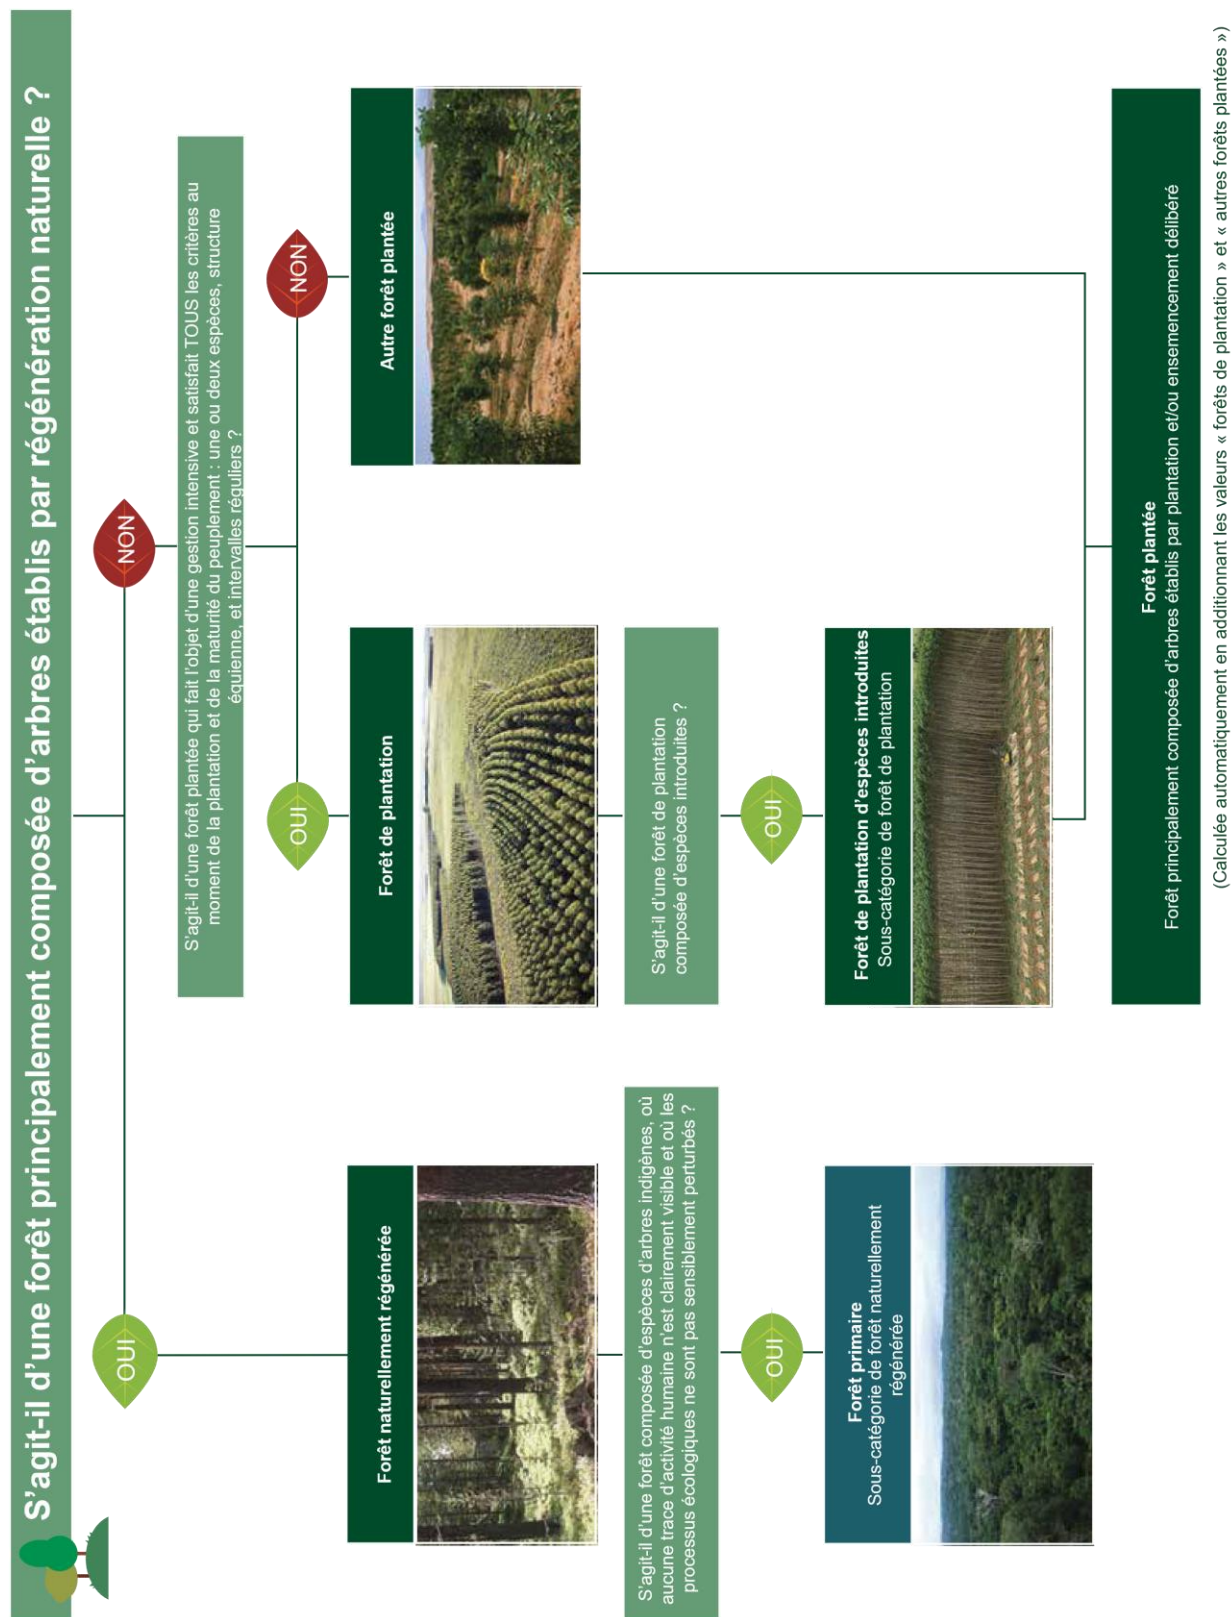 S’agit-il d’une forêt principalement composée d’arbres établis par régénération naturelle ?
OUI
NON
S’agit-il d’une forêt plantée qui fait l’objet d’une gestion intensive et satisfait TOUS les critères au
moment de la plantation et de la maturité du peuplement : une ou deux espèces, structure
équienne, et intervalles réguliers ?
OUI
NON
Forêt naturellement régénérée
Forêt de plantation
Autre forêt plantée
S’agit-il d’une forêt composée d’espèces d’arbres indigènes, où
aucune trace d’activité humaine n’est clairement visible et où les
processus écologiques ne sont pas sensiblement perturbés ?
S’agit-il d’une forêt de plantation
composée d’espèces introduites ?
OUI
OUI
Forêt primaire
Sous-catégorie de forêt naturellement
régénérée
Forêt de plantation d’espèces introduites
Sous-catégorie de forêt de plantation
Forêt plantée
Forêt principalement composée d’arbres établis par plantation et/ou ensemencement délibéré
(Calculée automatiquement en additionnant les valeurs « forêts de plantation » et « autres forêts plantées »)